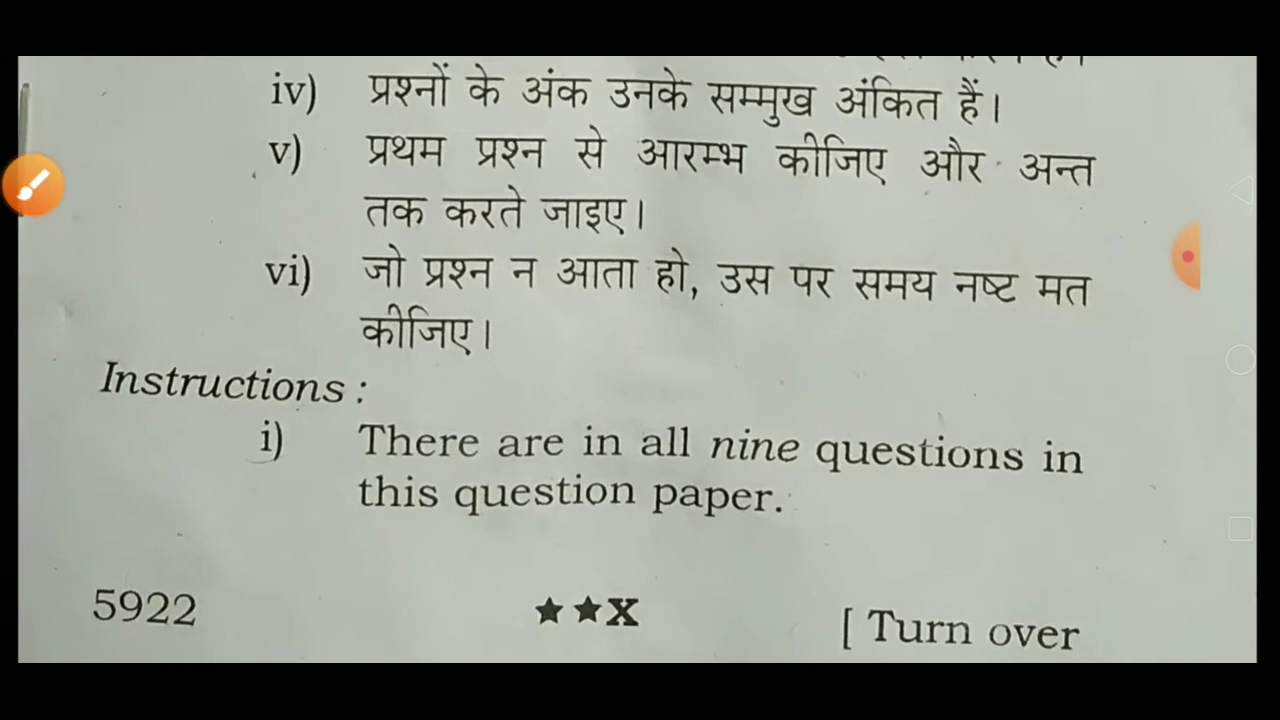 iv) प्रश्नों के अंक उनके सम्मुख अंकित हैं।
v) प्रथम प्रश्न से आरम्भ कीजिए और अन्त
तक करते जाइए।
vi) जो प्रश्न न आता हो, उस पर समय नष्ट मत
कीजिए।
Instructions :
i) There are in all nine questions in
this question paper.
5922 ★★X [ Turn over